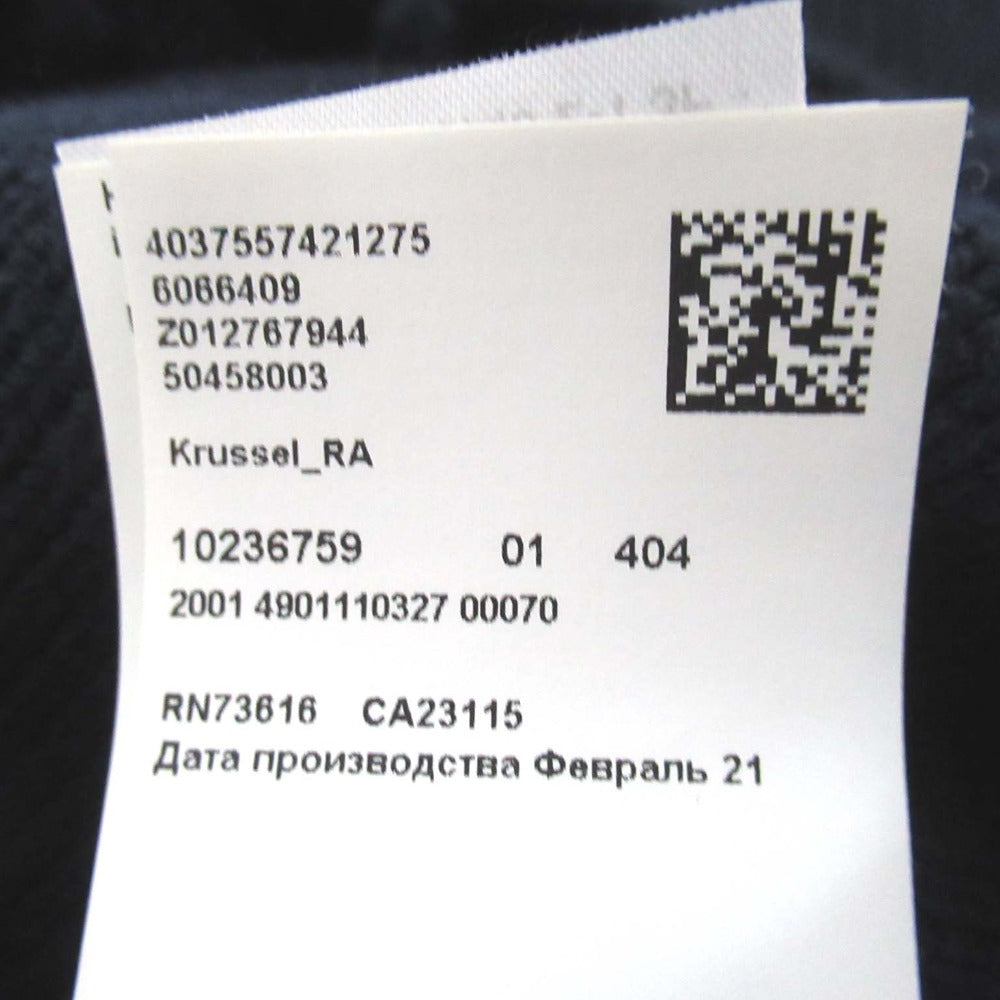 4037557421275
6066409
Z012767944
50458003
Krussel_RA
10236759 01 404
2001 4901110327 00070
RN73616 CA23115
Дата производства Февраль 21